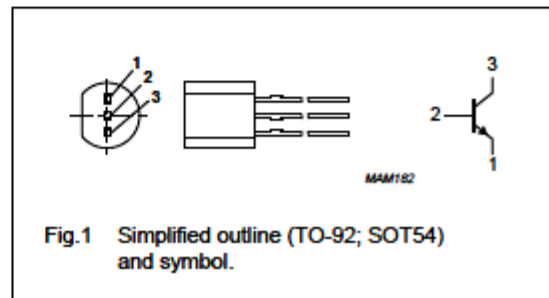 1
2
3
3
2
1
MAM182
Fig.1 Simplified outline (TO-92; SOT54)
and symbol.